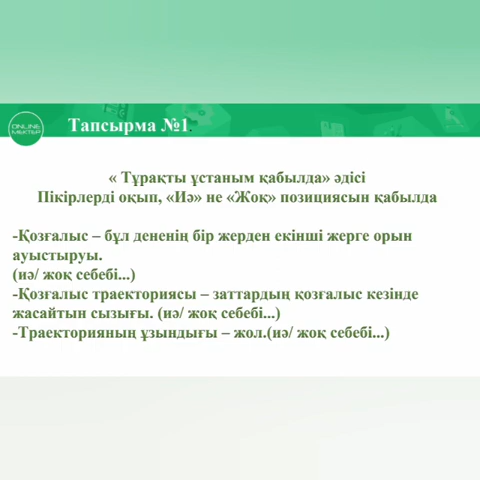 ONLINE
MEKTEP
Тапсырма №1.
« Тұрақты ұстаным қабылда» әдісі
Пікірлерді оқып, «Иә» не «Жоқ» позициясын қабылда
-Қозғалыс – бұл дененің бір жерден екінші жерге орын
ауыстыруы.
(иә/ жоқ себебі...)
-Қозғалыс траекториясы – заттардың қозғалыс кезінде
жасайтын сызығы. (иә/ жоқ себебі...)
-Траекторияның ұзындығы – жол.(иә/ жоқ себебі...)